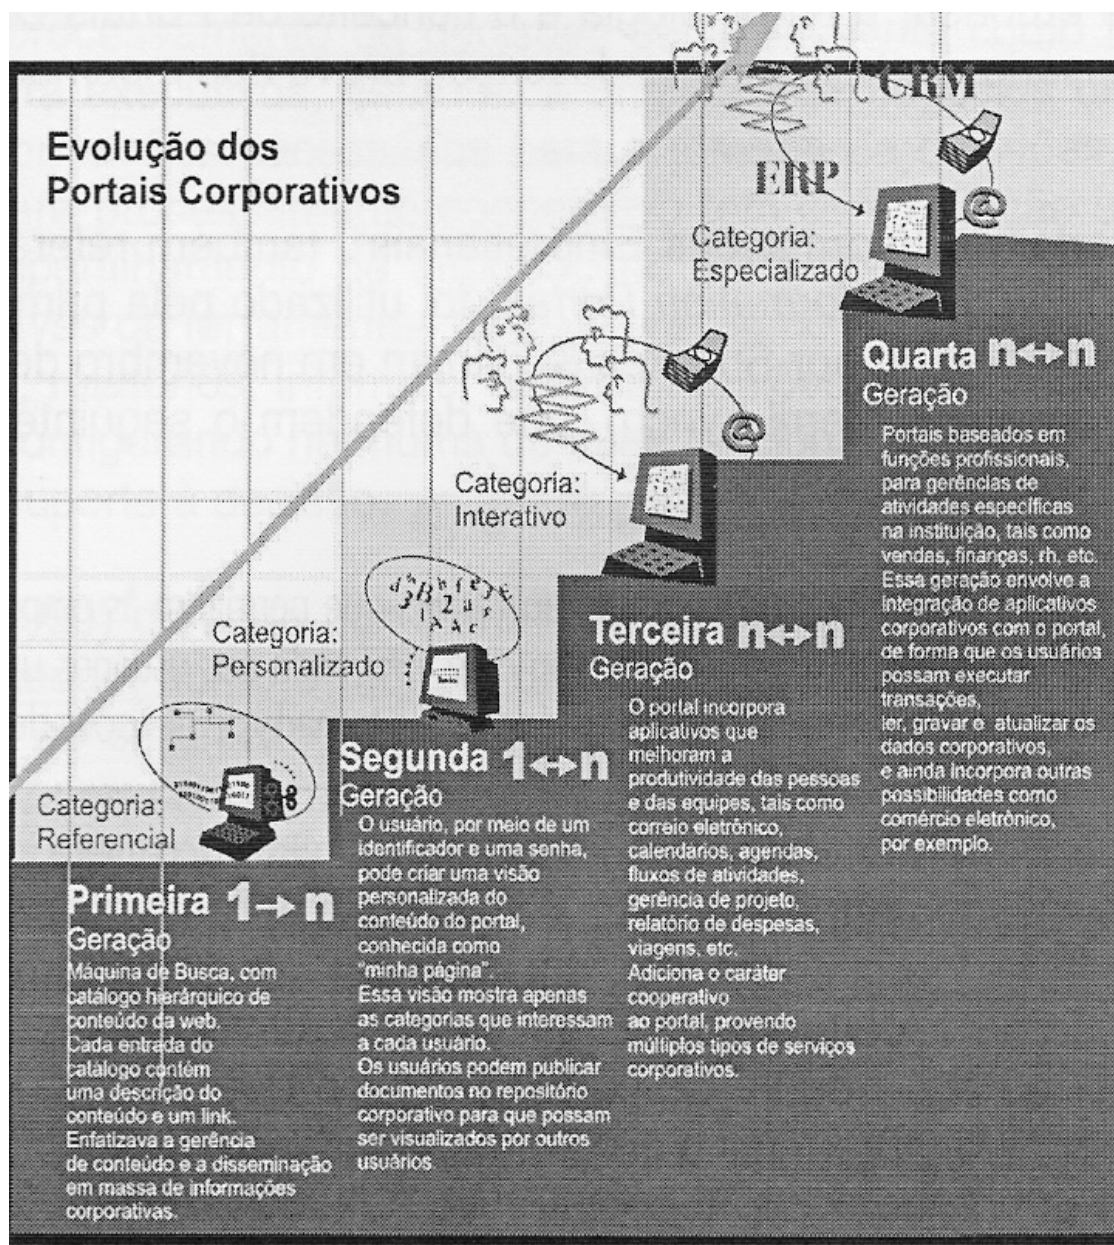 Evolução dos
Portais Corporativos
CRM
ERP
@
Categoria:
Especializado
Quarta n↔n
Geração
Portais baseados em
funções profissionais,
para gerências de
atividades específicas
na instituição, tais como
vendas, finanças, rh, etc.
Essa geração envolve a
integração de aplicativos
corporativos com o portal,
de forma que os usuários
possam executar
transações,
ler, gravar e atualizar os
dados corporativos,
e ainda incorpora outras
possibilidades como
comércio eletrônico,
por exemplo.
@
Categoria:
Interativo
Terceira n↔n
Geração
O portal incorpora
aplicativos que
melhoram a
produtividade das pessoas
e das equipes, tais como
correio eletrônico,
calendários, agendas,
fluxos de atividades,
gerência de projeto,
relatório de despesas,
viagens, etc.
Adiciona o caráter
cooperativo
ao portal, provendo
múltiplos tipos de serviços
corporativos.
Categoria:
Personalizado
Segunda 1↔n
Geração
O usuário, por meio de um
identificador e uma senha,
pode criar uma visão
personalizada do
conteúdo do portal,
conhecida como
"minha página".
Essa visão mostra apenas
as categorias que interessam
a cada usuário.
Os usuários podem publicar
documentos no repositório
corporativo para que possam
ser visualizados por outros
usuários.
Categoria:
Referencial
Primeira 1→n
Geração
Máquina de Busca, com
catálogo hierárquico de
conteúdo da web.
Cada entrada do
catálogo contém
uma descrição do
conteúdo e um link.
Enfatizava a gerência
de conteúdo e a disseminação
em massa de informações
corporativas.